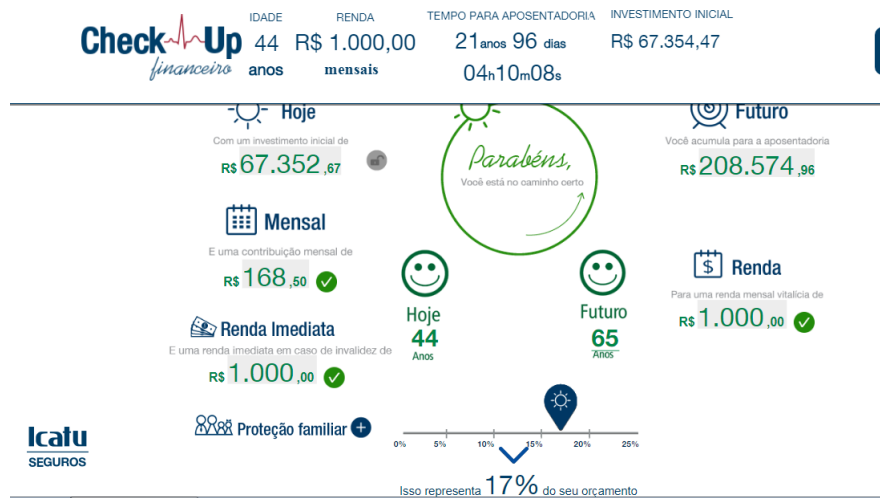 Check Up
financeiro
IDADE
44
anos
RENDA
R$ 1.000,00
mensais
TEMPO PARA APOSENTADORIA
21anos 96 dias
04h10m08s
INVESTIMENTO INICIAL
R$ 67.354,47
Hoje
Com um investimento inicial de
R$ 67.352,67
Parabéns,
Você está no caminho certo
Futuro
Você acumula para a aposentadoria
R$ 208.574,96
Mensal
E uma contribuição mensal de
R$ 168,50
Hoje
44
Anos
Futuro
65
Anos
$ Renda
Para uma renda mensal vitalícia de
R$ 1.000,00
Renda Imediata
E uma renda imediata em caso de invalidez de
R$ 1.000,00
Proteção familiar +
0% 5% 10% 15% 20% 25%
Isso representa 17% do seu orçamento
Icatu
SEGUROS